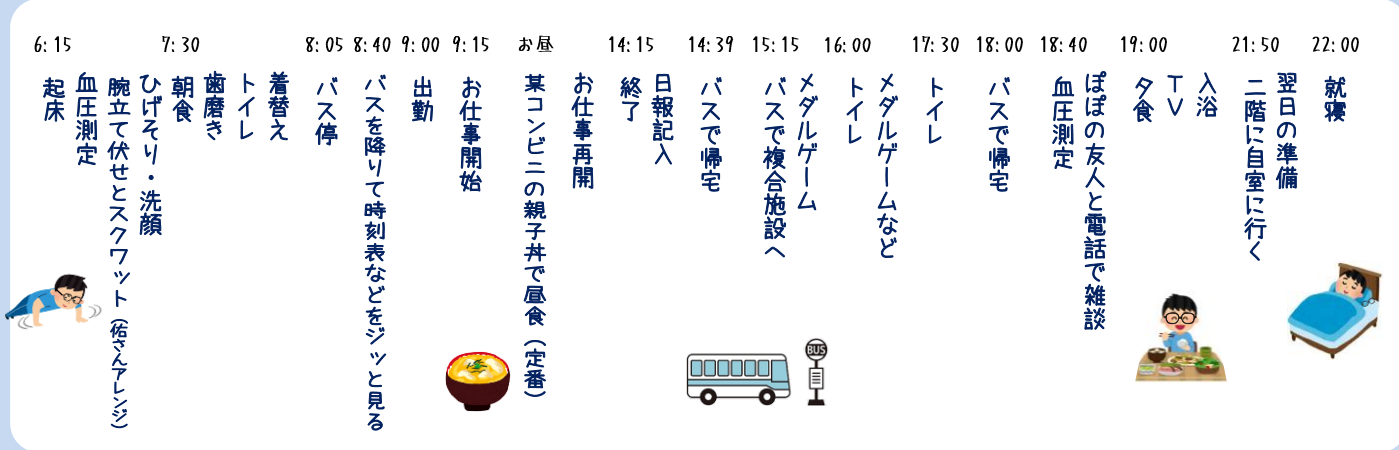 6:15
起床
血圧測定
腕立て伏せとスクワット（佑さんアレンジ）
ひげそり・洗顔
7:30
朝食
歯磨き
トイレ
着替え
8:05
バス停
8:40
バスを降りて時刻表などをジッと見る
9:00
出勤
9:15
お仕事開始
お昼
某コンビニの親子丼で昼食（定番）
お仕事再開
14:15
終了
日報記入
14:39
バスで帰宅
15:15
バスで複合施設へ
メダルゲーム
16:00
トイレ
メダルゲームなど
17:30
トイレ
18:00
バスで帰宅
18:40
血圧測定
ぽぽの友人と電話で雑談
19:00
夕食
TV
入浴
21:50
二階に自室に行く
翌日の準備
22:00
就寝
BUS